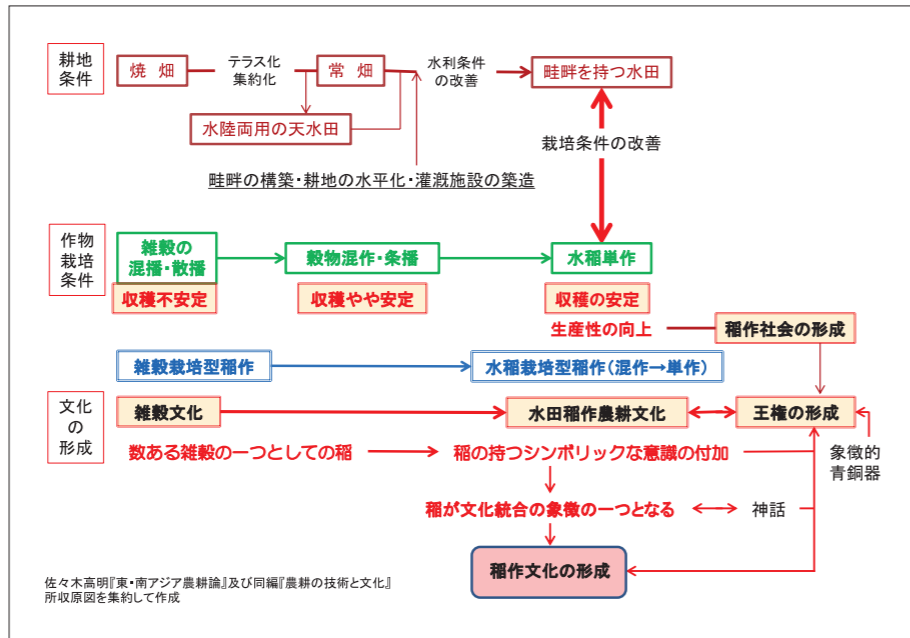 耕地
条件
焼 畑
テラス化
集約化
常 畑
水利条件
の改善
畦畔を持つ水田
水陸両用の天水田
栽培条件の改善
畦畔の構築・耕地の水平化・灌漑施設の築造
作物
栽培
条件
雑穀の
混播・散播
穀物混作・条播
水稲単作
収穫不安定
収穫やや安定
収穫の安定
生産性の向上
稲作社会の形成
雑穀栽培型稲作
水稲栽培型稲作(混作→単作)
文化
の
形成
雑穀文化
水田稲作農耕文化
王権の形成
数ある雑穀の一つとしての稲
稲の持つシンボリックな意識の付加
象徴的
青銅器
稲が文化統合の象徴の一つとなる
神話
稲作文化の形成
佐々木高明『東・南アジア農耕論』及び同編『農耕の技術と文化』
所収原図を集約して作成